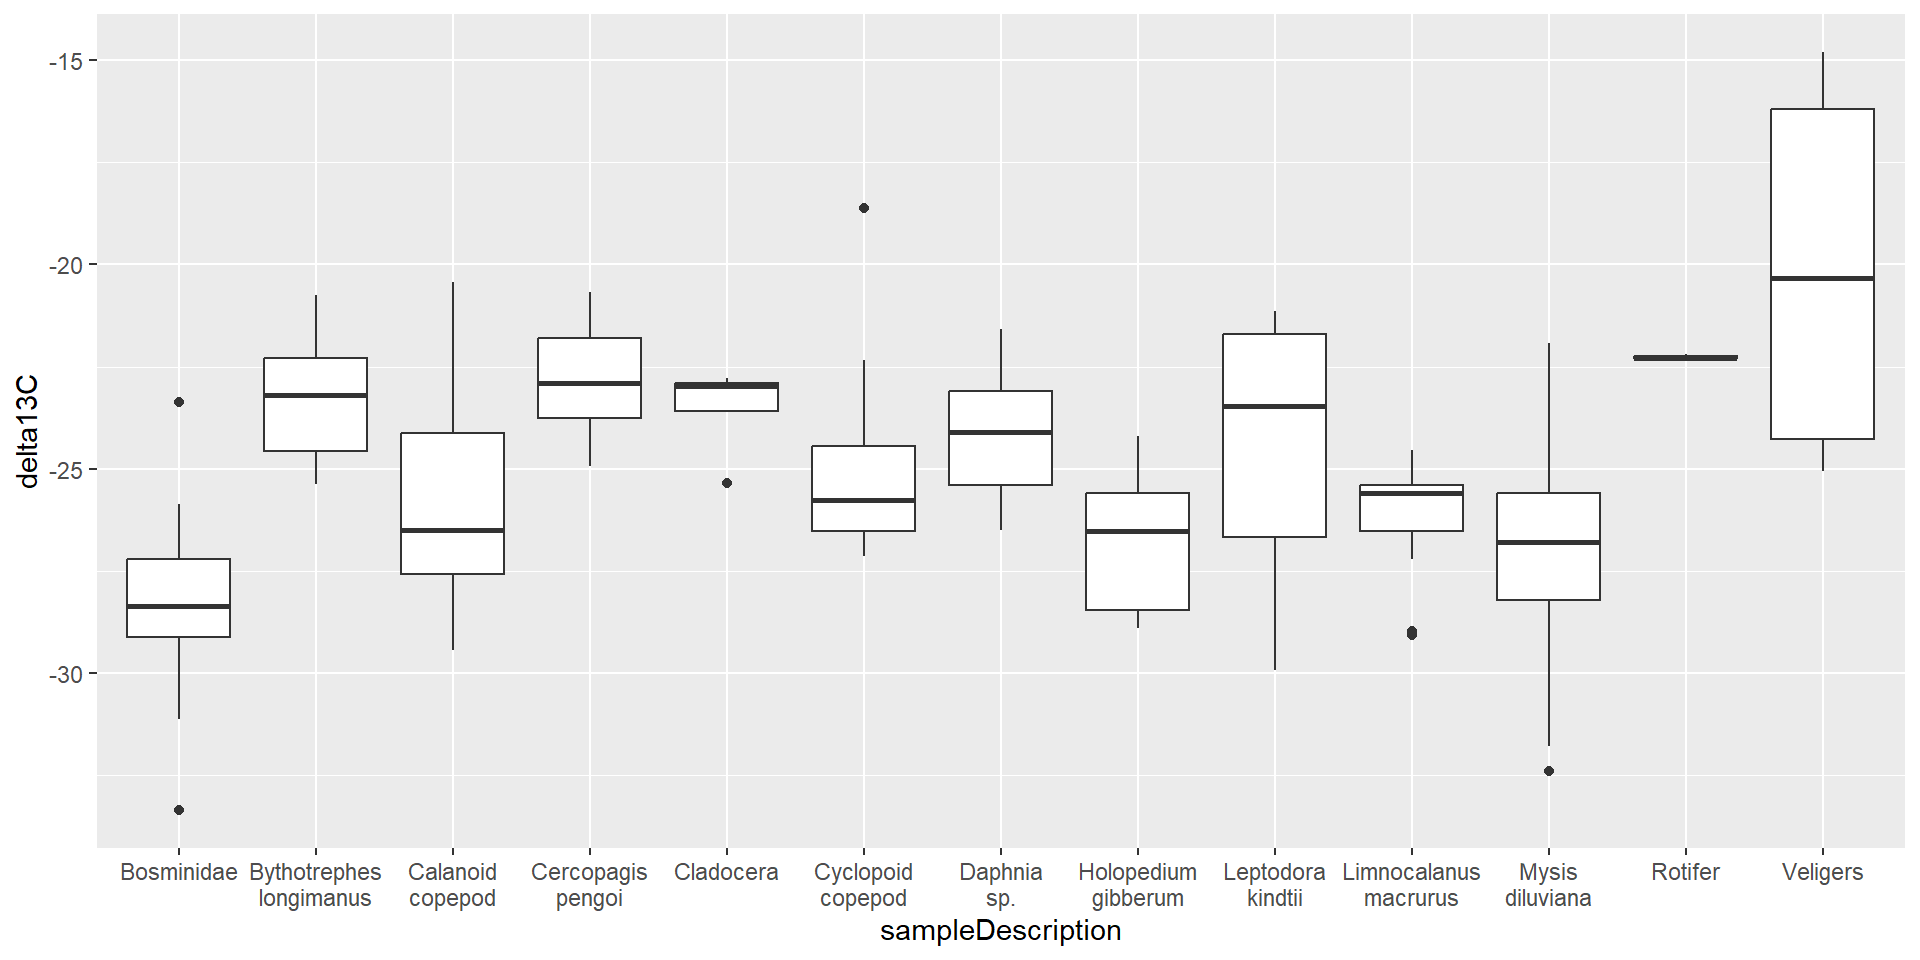 -15
-20
-25
-30
delta13C
Bosminidae Bythotrephes Calanoid Cercopagis Cladocera Cyclopoid Daphnia Holopedium Leptodora Limnocalanus Mysis Rotifer Veligers
longimanus copepod pengoi copepod sp. gibberum kindtii macrurus diluviana
sampleDescription